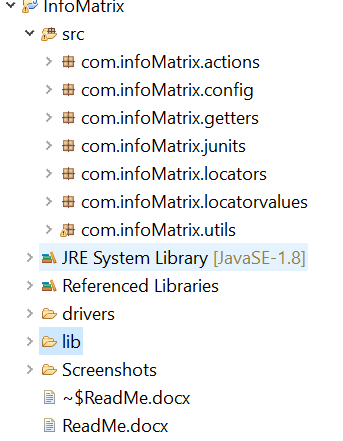 InfoMatrix
src
com.infoMatrix.actions
com.infoMatrix.config
com.infoMatrix.getters
com.infoMatrix.junits
com.infoMatrix.locators
com.infoMatrix.locatorvalues
com.infoMatrix.utils
JRE System Library [JavaSE-1.8]
Referenced Libraries
drivers
lib
Screenshots
~$ReadMe.docx
ReadMe.docx